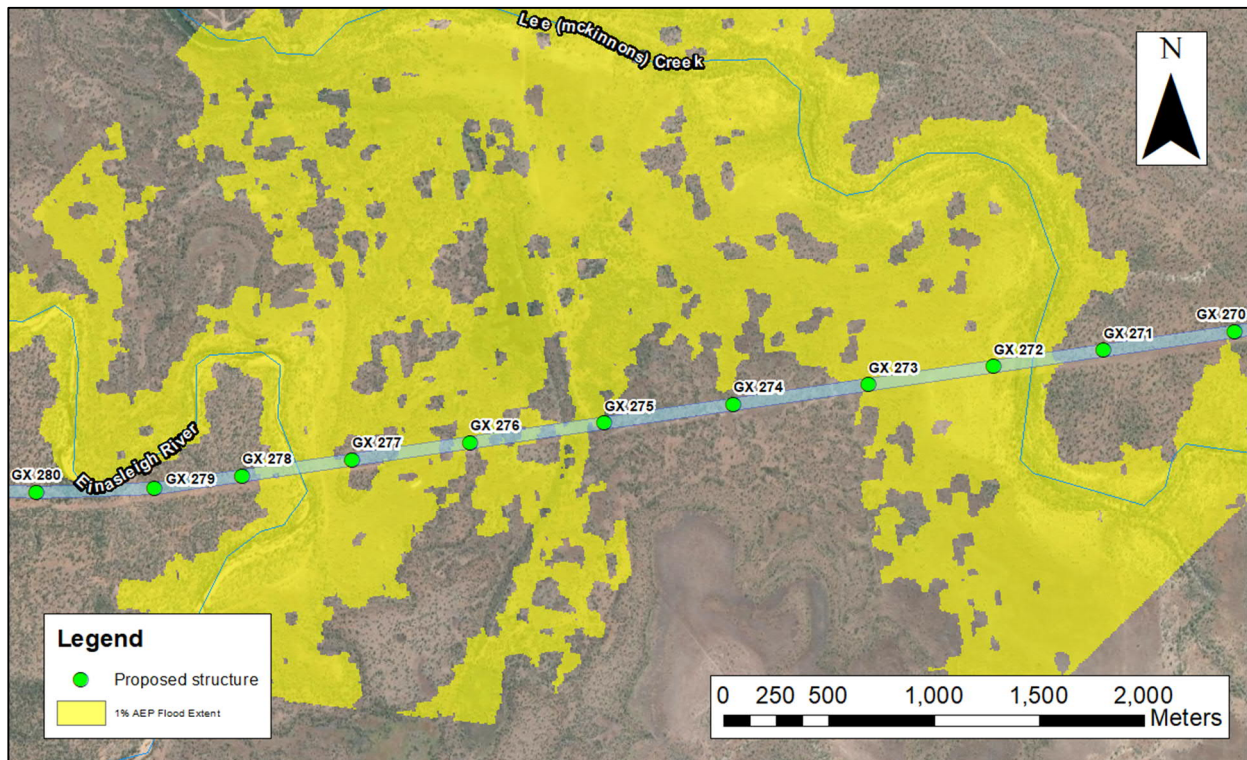 Lee (mckinnons) Creek
N
GX 270
GX 271
GX 272
GX 273
GX 274
GX 275
GX 276
GX 277
GX 278
GX 279
GX 280
Einasleigh River
Legend
Proposed structure
1% AEP Flood Extent
0 250 500 1,000 1,500 2,000
Meters